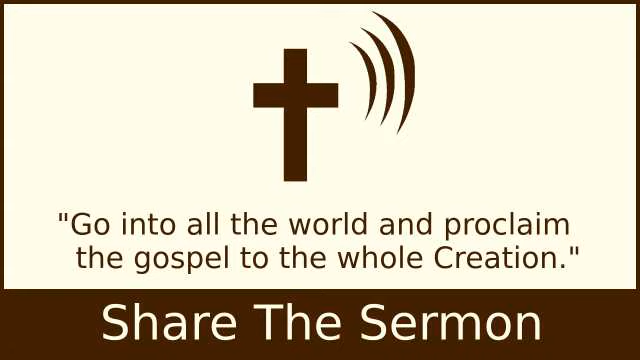 "Go into all the world and proclaim
the gospel to the whole Creation."
Share The Sermon